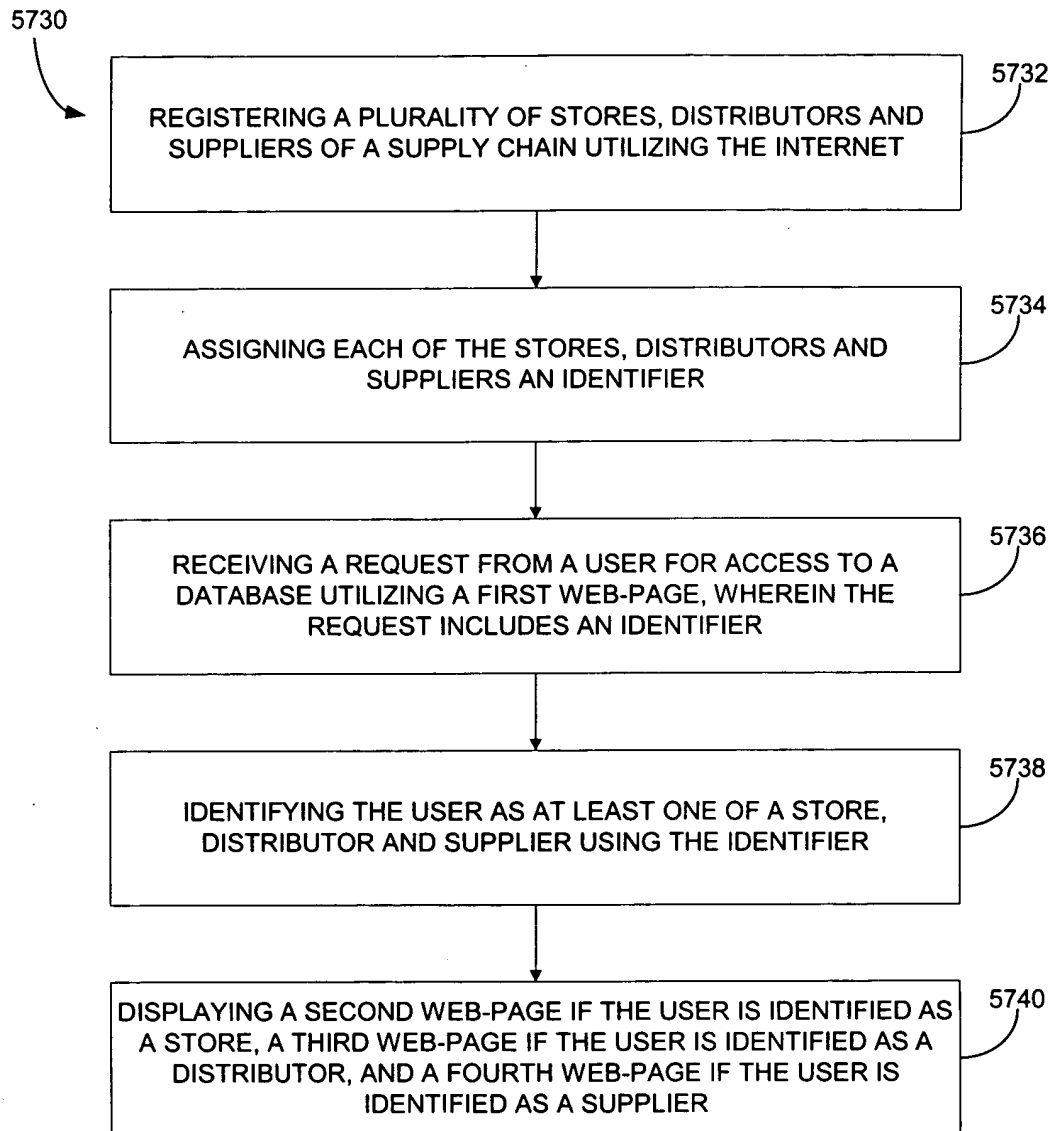 5730
5732
REGISTERING A PLURALITY OF STORES, DISTRIBUTORS AND
SUPPLIERS OF A SUPPLY CHAIN UTILIZING THE INTERNET
5734
ASSIGNING EACH OF THE STORES, DISTRIBUTORS AND
SUPPLIERS AN IDENTIFIER
5736
RECEIVING A REQUEST FROM A USER FOR ACCESS TO A
DATABASE UTILIZING A FIRST WEB-PAGE, WHEREIN THE
REQUEST INCLUDES AN IDENTIFIER
5738
IDENTIFYING THE USER AS AT LEAST ONE OF A STORE,
DISTRIBUTOR AND SUPPLIER USING THE IDENTIFIER
5740
DISPLAYING A SECOND WEB-PAGE IF THE USER IS IDENTIFIED AS
A STORE, A THIRD WEB-PAGE IF THE USER IS IDENTIFIED AS A
DISTRIBUTOR, AND A FOURTH WEB-PAGE IF THE USER IS
IDENTIFIED AS A SUPPLIER